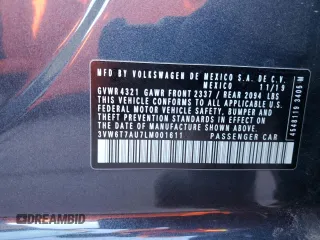 MFD BY VOLKSWAGEN DE MEXICO SA DE C.V.
MEXICO 11/19
GVWR 4321 GAWR FRONT 2337 / REAR 2094 LBS
THIS VEHICLE CONFORMS TO ALL APPLICABLE U.S.
FEDERAL MOTOR VEHICLE SAFETY BUMPER AND
THEFT PREVENTION STANDARDS IN EFFECT ON
THE DATE OF MANUFACTURE SHOWN ABOVE.
3VW6T7AU7LM001611 PASSENGER CAR